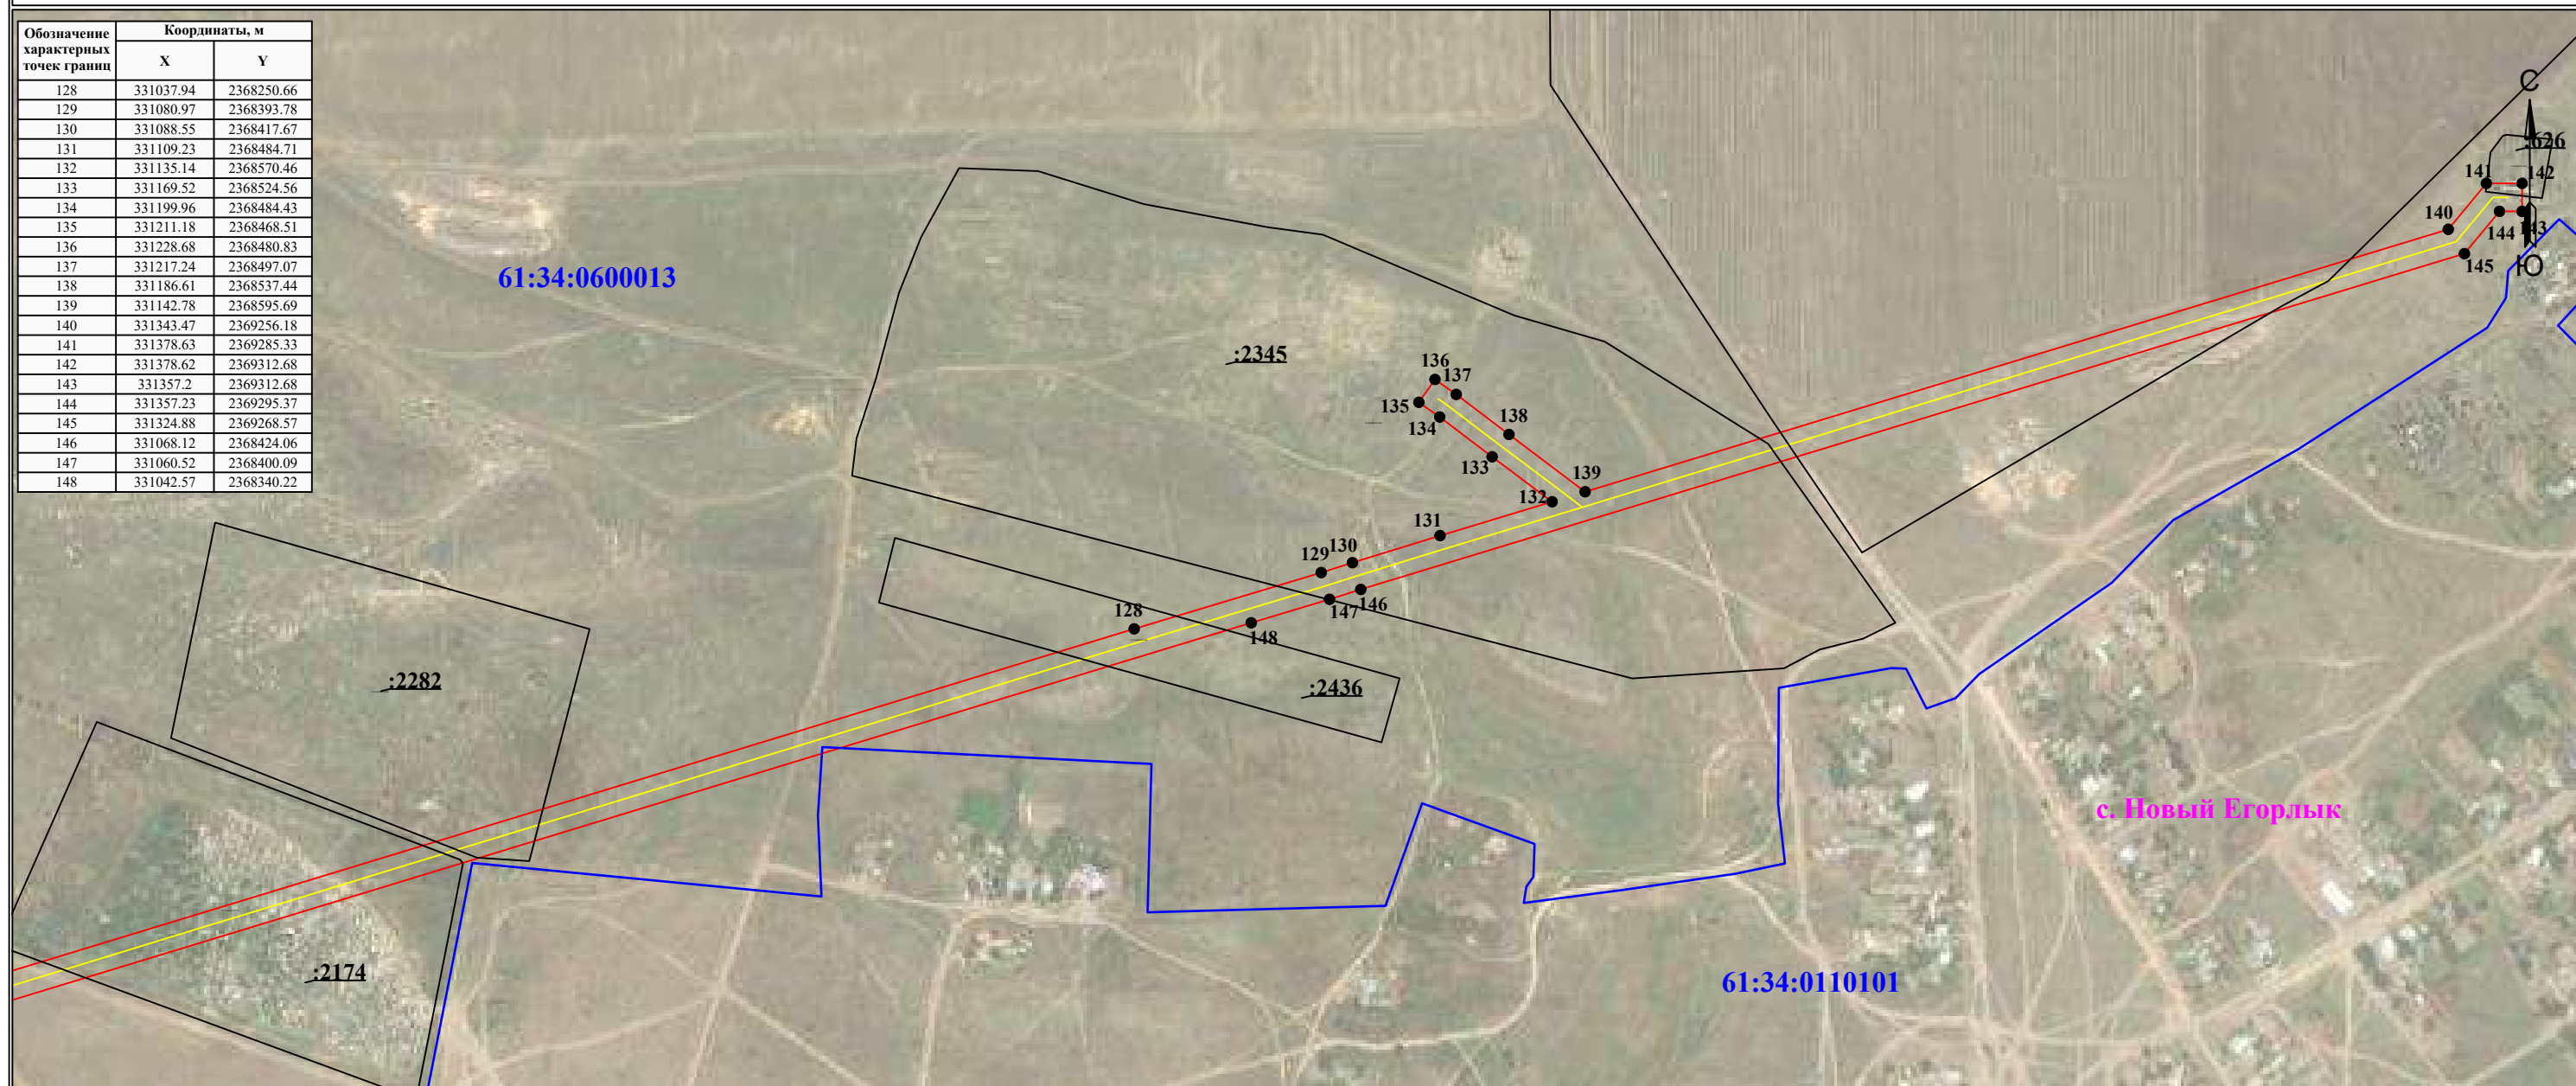 Обозначение характерных точек границ
Координаты, м
X Y
128 331037.94 2368250.66
129 331080.97 2368393.78
130 331088.55 2368417.67
131 331109.23 2368484.71
132 331135.14 2368570.46
133 331169.52 2368524.56
134 331199.96 2368484.43
135 331211.18 2368468.51
136 331228.68 2368480.83
137 331217.24 2368497.07
138 331186.61 2368537.44
139 331142.78 2368595.69
140 331343.47 2369256.18
141 331378.63 2369285.33
142 331378.62 2369312.68
143 331357.2 2369312.68
144 331357.23 2369295.37
145 331324.88 2369268.57
146 331068.12 2368424.06
147 331060.52 2368400.09
148 331042.57 2368340.22
С
:626
141
142
140
144
143
145
Ю
61:34:0600013
:2345
136
137
135
134
138
133
139
132
131
130
129
146
147
128
148
:2282
:2436
с. Новый Егорлык
:2174
61:34:0110101